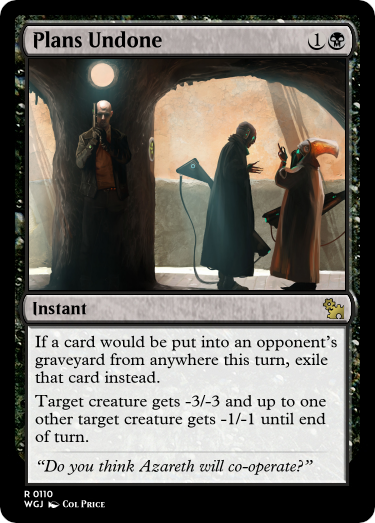 Plans Undone 1
Instant
If a card would be put into an opponent's
graveyard from anywhere this turn, exile
that card instead.
Target creature gets -3/-3 and up to one
other target creature gets -1/-1 until end
of turn.
“Do you think Azareth will co-operate?”
R 0110
WGJ Col Price